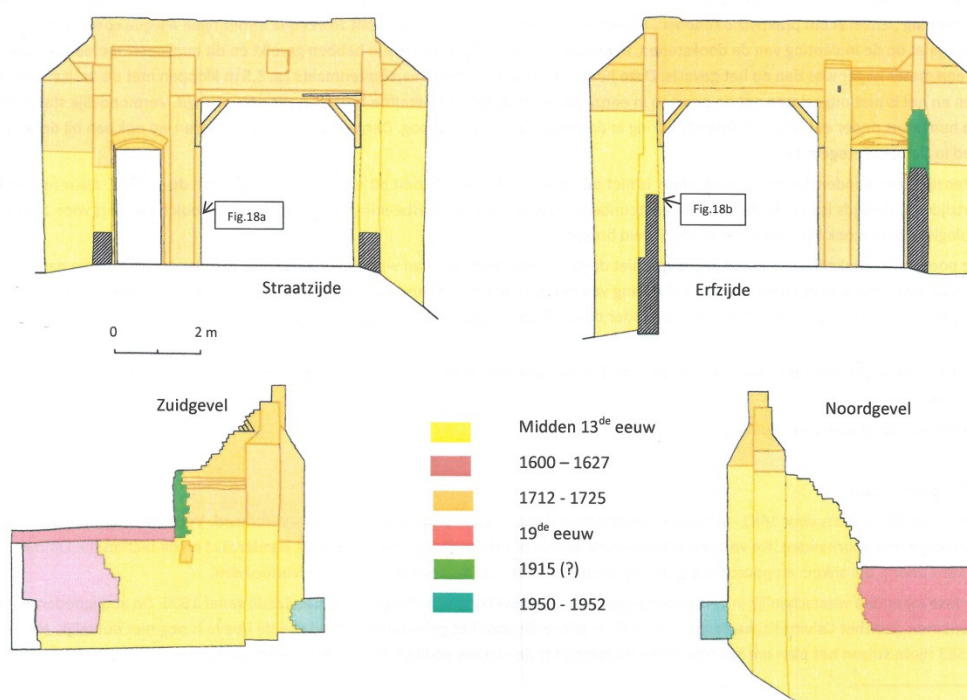 Fig.18a
Straatzijde
Fig.18b
Erfzijde
0 2 m
Zuidgevel
Noordgevel
Midden 13de eeuw
1600 – 1627
1712 - 1725
19de eeuw
1915 (?)
1950 - 1952